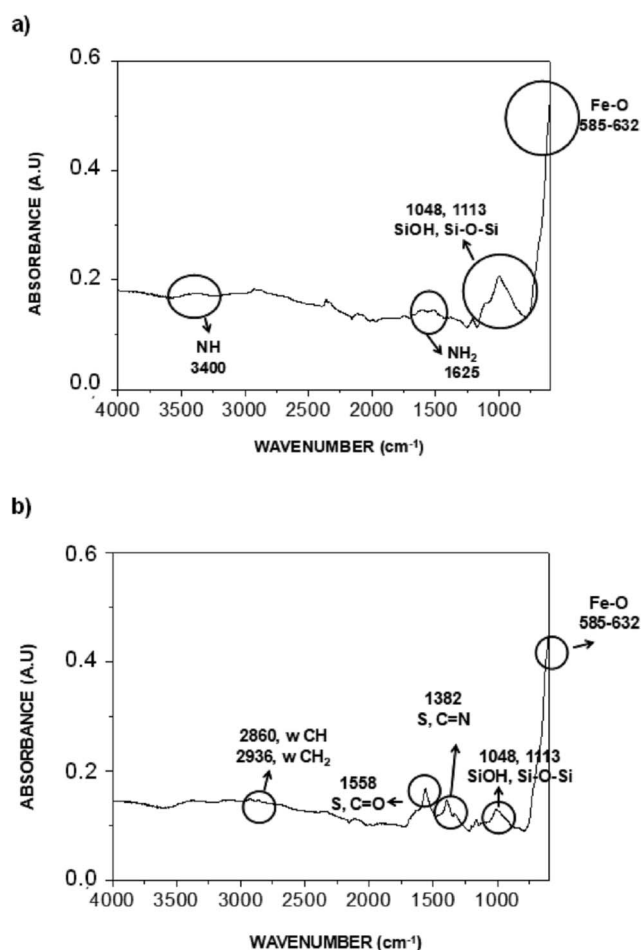 a)
0.6
0.4
0.2
0.0
ABSORBANCE (A.U)
Fe-O
585-632
1048, 1113
SiOH, Si-O-Si
NH
3400
NH₂
1625
4000 3500 3000 2500 2000 1500 1000
WAVENUMBER (cm⁻¹)
b)
0.6
0.4
0.2
0.0
ABSORBANCE (A.U)
Fe-O
585-632
1382
S, C=N
2860, w CH
2936, w CH₂
1558
S, C=O
1048, 1113
SiOH, Si-O-Si
4000 3500 3000 2500 2000 1500 1000
WAVENUMBER (cm⁻¹)